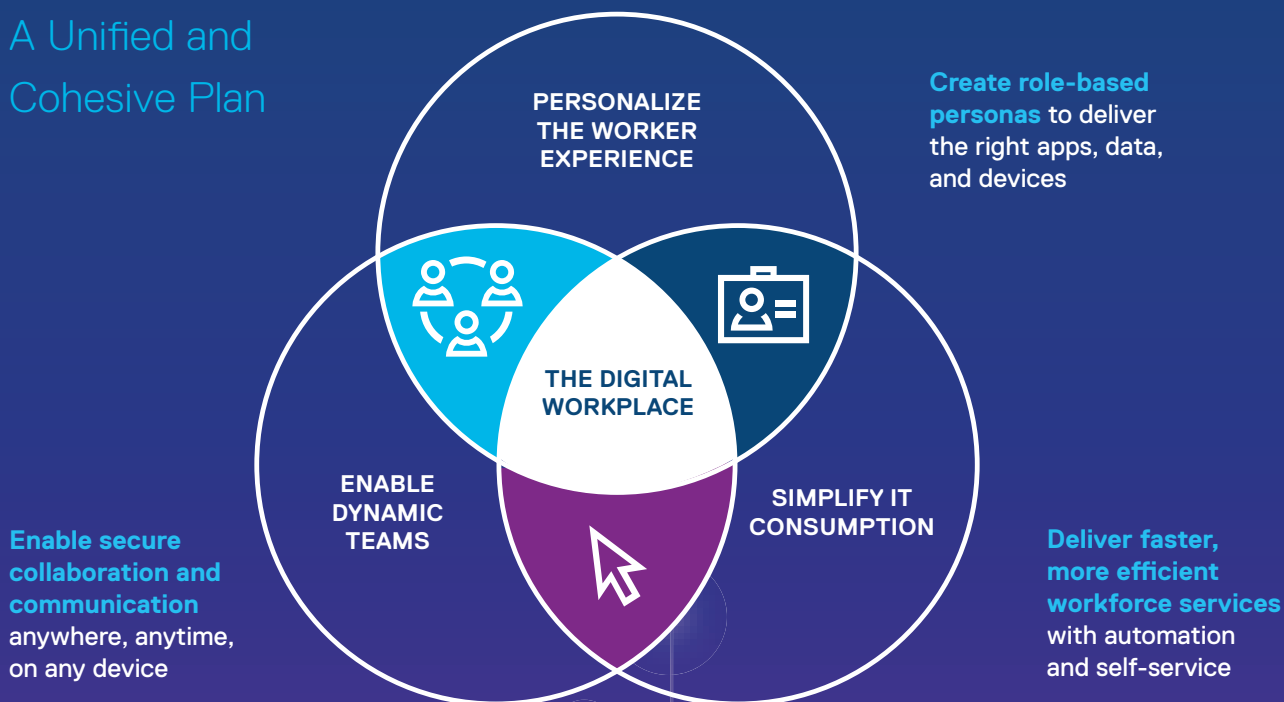 A Unified and
Cohesive Plan
PERSONALIZE
THE WORKER
EXPERIENCE
Create role-based
personas to deliver
the right apps, data,
and devices
THE DIGITAL
WORKPLACE
ENABLE
DYNAMIC
TEAMS
SIMPLIFY IT
CONSUMPTION
Enable secure
collaboration and
communication
anywhere, anytime,
on any device
Deliver faster,
more efficient
workforce services
with automation
and self-service